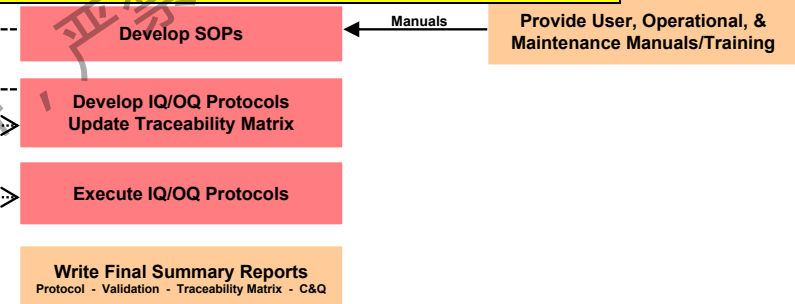 Develop SOPs
Manuals
Provide User, Operational, &
Maintenance Manuals/Training
Develop IQ/OQ Protocols
Update Traceability Matrix
Execute IQ/OQ Protocols
Write Final Summary Reports
Protocol - Validation - Traceability Matrix - C&Q